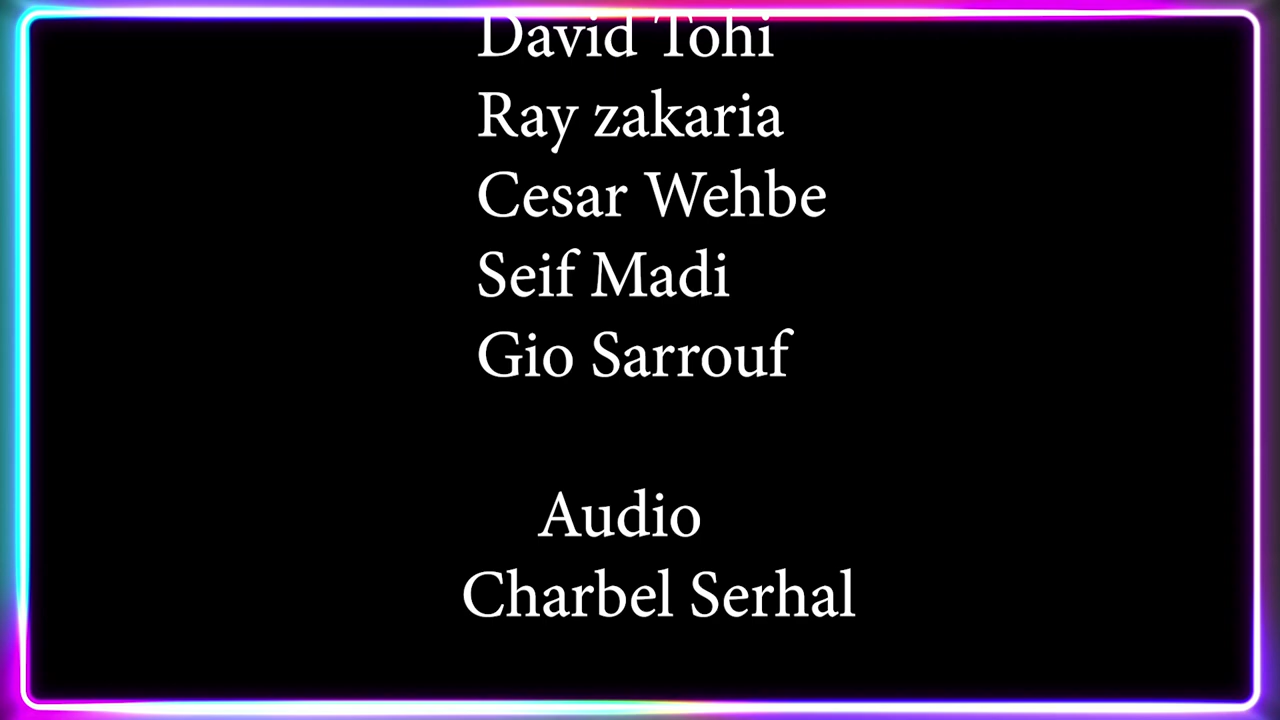 David Tohi
Ray zakaria
Cesar Wehbe
Seif Madi
Gio Sarrouf
Audio
Charbel Serhal